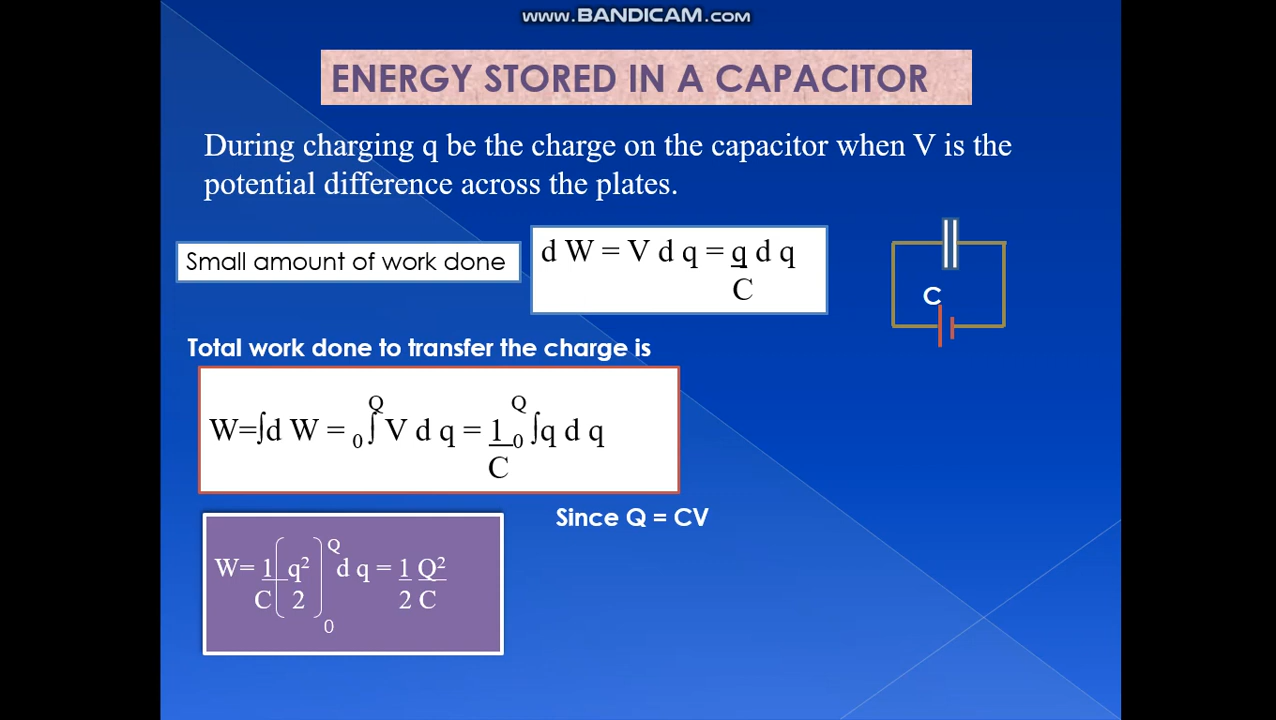 www.BANDICAM.com
ENERGY STORED IN A CAPACITOR
During charging q be the charge on the capacitor when V is the
potential difference across the plates.
Small amount of work done
d W = V d q = q d q
C
C
Total work done to transfer the charge is
Q Q
W=∫d W = 0 ∫ V d q = 1 0 ∫q d q
C
Since Q = CV
Q
W= 1 ( q² ) d q = 1 Q²
C 2 2 C
0